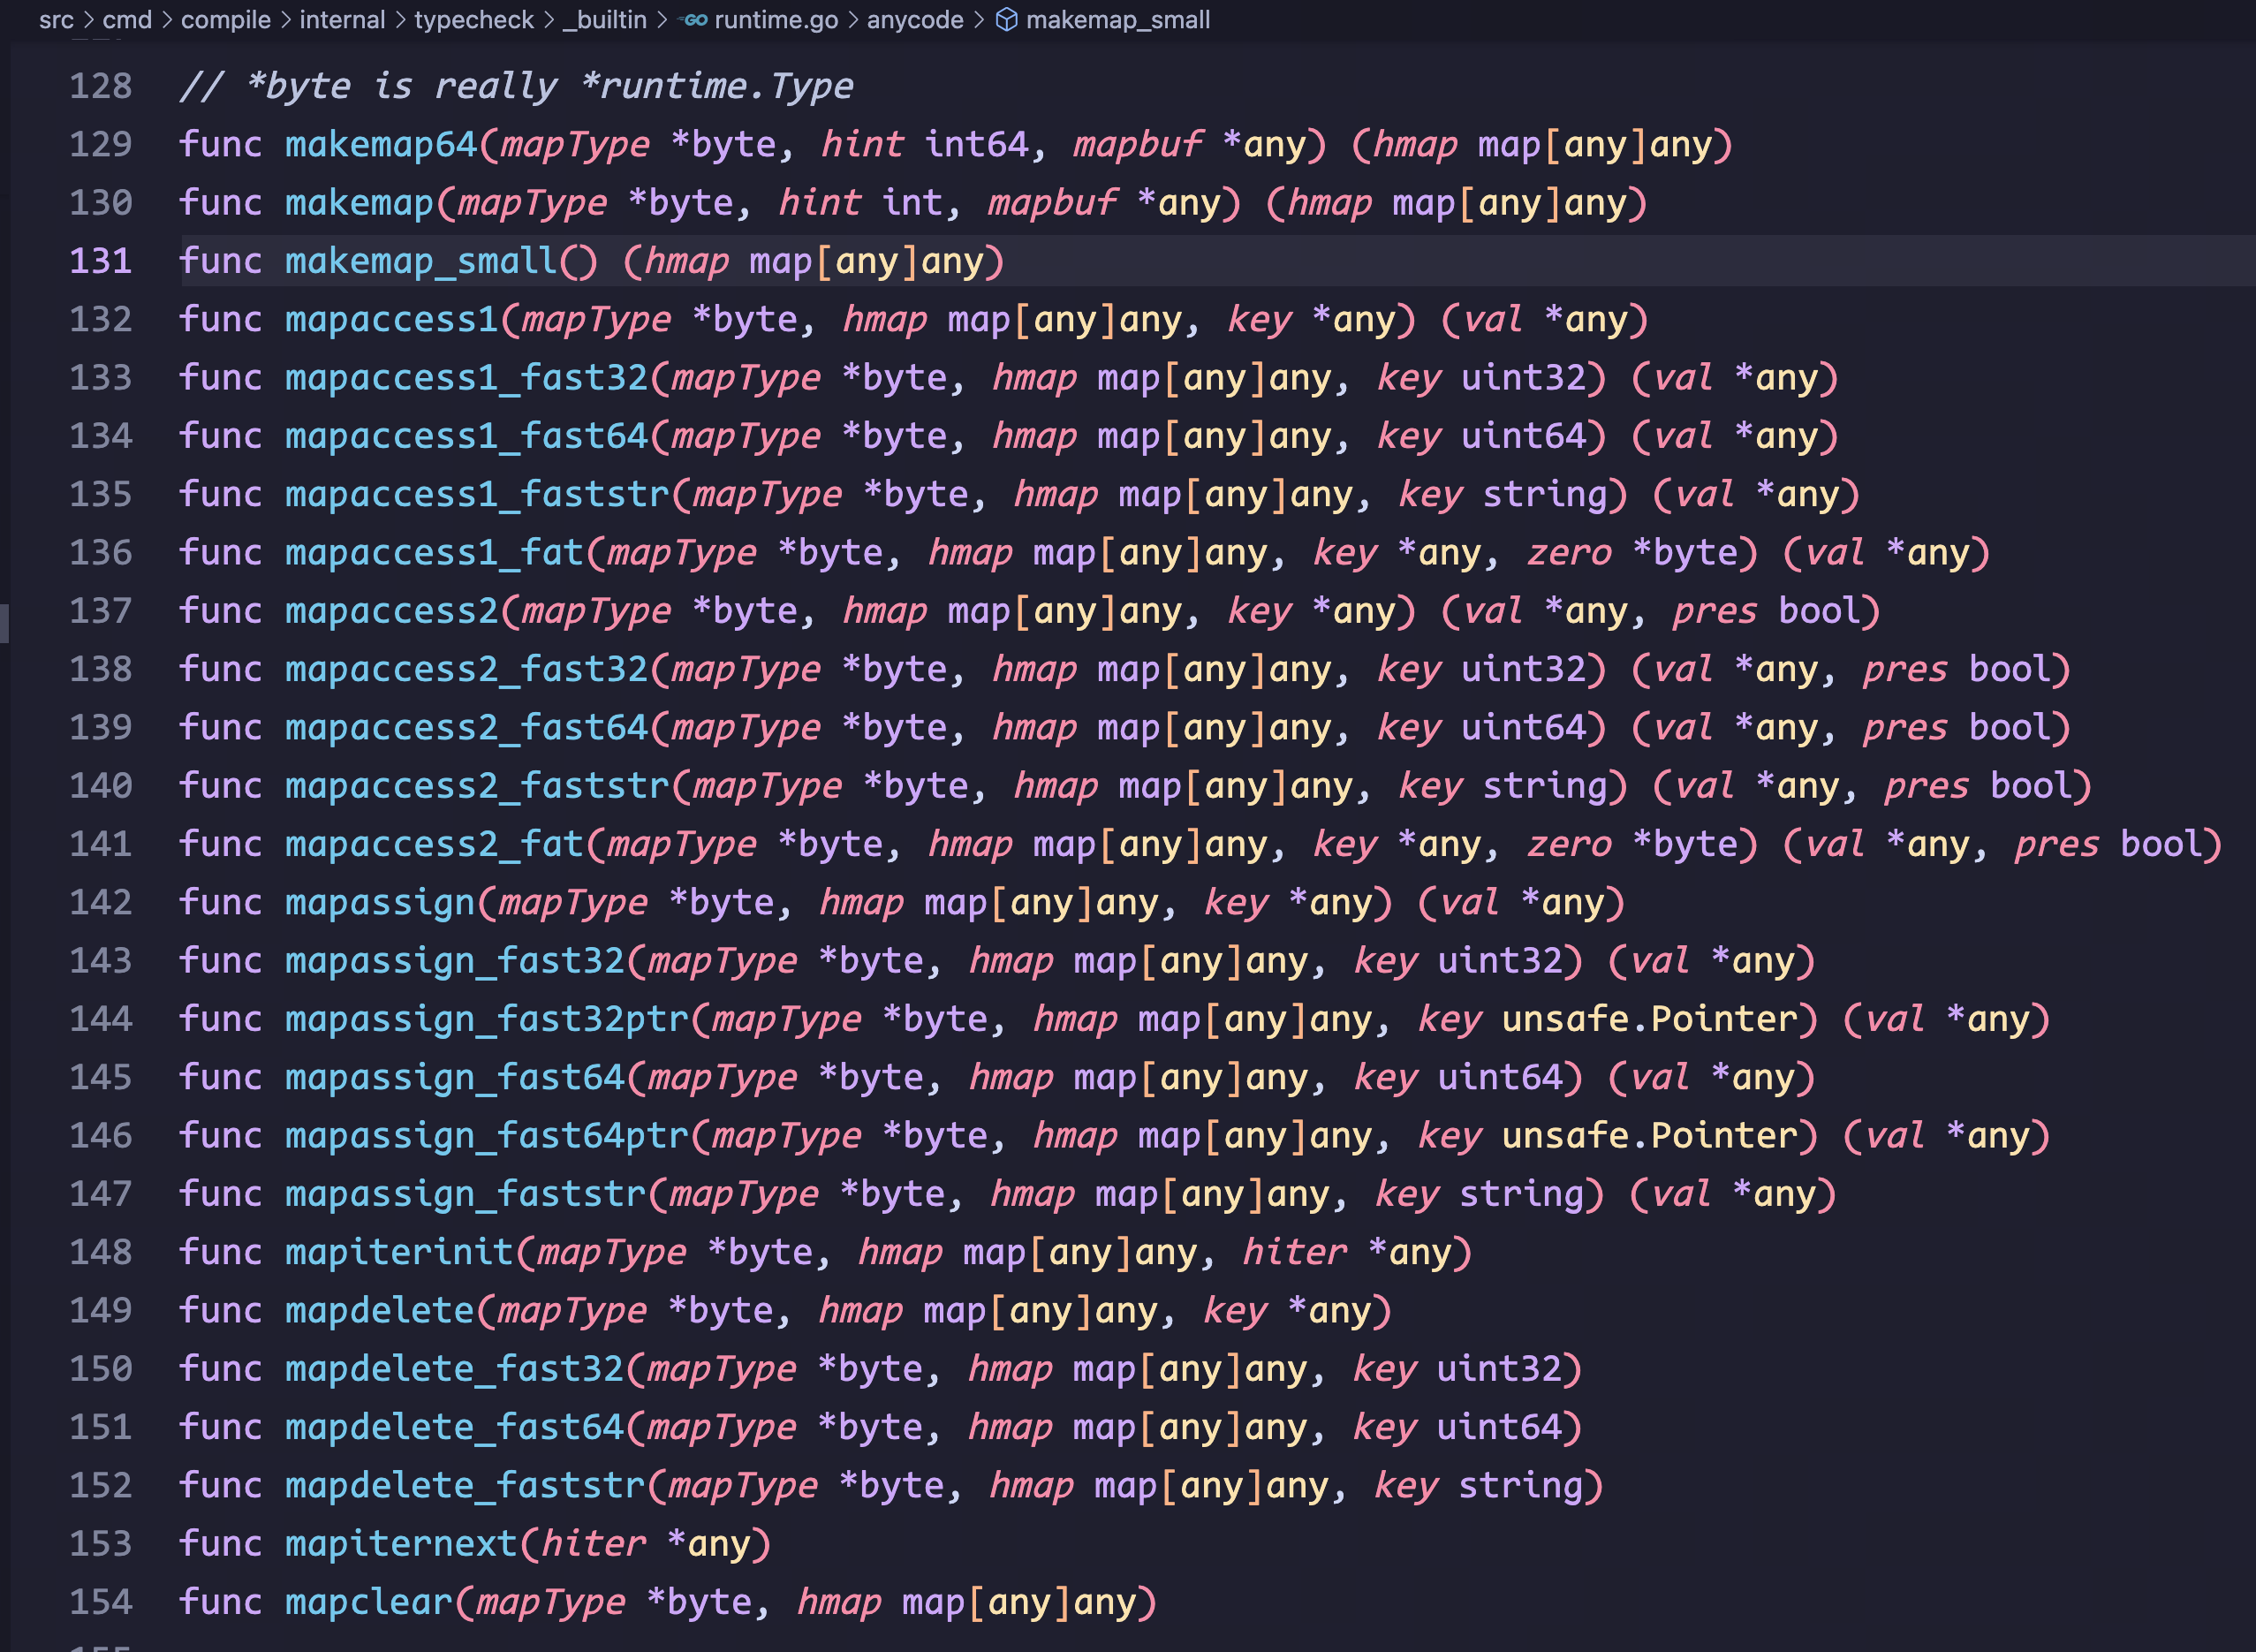 src > cmd > compile > internal > typecheck > _builtin > GO runtime.go > anycode > makemap_small
128 // *byte is really *runtime.Type
129 func makemap64(mapType *byte, hint int64, mapbuf *any) (hmap map[any]any)
130 func makemap(mapType *byte, hint int, mapbuf *any) (hmap map[any]any)
131 func makemap_small() (hmap map[any]any)
132 func mapaccess1(mapType *byte, hmap map[any]any, key *any) (val *any)
133 func mapaccess1_fast32(mapType *byte, hmap map[any]any, key uint32) (val *any)
134 func mapaccess1_fast64(mapType *byte, hmap map[any]any, key uint64) (val *any)
135 func mapaccess1_faststr(mapType *byte, hmap map[any]any, key string) (val *any)
136 func mapaccess1_fat(mapType *byte, hmap map[any]any, key *any, zero *byte) (val *any)
137 func mapaccess2(mapType *byte, hmap map[any]any, key *any) (val *any, pres bool)
138 func mapaccess2_fast32(mapType *byte, hmap map[any]any, key uint32) (val *any, pres bool)
139 func mapaccess2_fast64(mapType *byte, hmap map[any]any, key uint64) (val *any, pres bool)
140 func mapaccess2_faststr(mapType *byte, hmap map[any]any, key string) (val *any, pres bool)
141 func mapaccess2_fat(mapType *byte, hmap map[any]any, key *any, zero *byte) (val *any, pres bool)
142 func mapassign(mapType *byte, hmap map[any]any, key *any) (val *any)
143 func mapassign_fast32(mapType *byte, hmap map[any]any, key uint32) (val *any)
144 func mapassign_fast32ptr(mapType *byte, hmap map[any]any, key unsafe.Pointer) (val *any)
145 func mapassign_fast64(mapType *byte, hmap map[any]any, key uint64) (val *any)
146 func mapassign_fast64ptr(mapType *byte, hmap map[any]any, key unsafe.Pointer) (val *any)
147 func mapassign_faststr(mapType *byte, hmap map[any]any, key string) (val *any)
148 func mapiterinit(mapType *byte, hmap map[any]any, hiter *any)
149 func mapdelete(mapType *byte, hmap map[any]any, key *any)
150 func mapdelete_fast32(mapType *byte, hmap map[any]any, key uint32)
151 func mapdelete_fast64(mapType *byte, hmap map[any]any, key uint64)
152 func mapdelete_faststr(mapType *byte, hmap map[any]any, key string)
153 func mapiternext(hiter *any)
154 func mapclear(mapType *byte, hmap map[any]any)